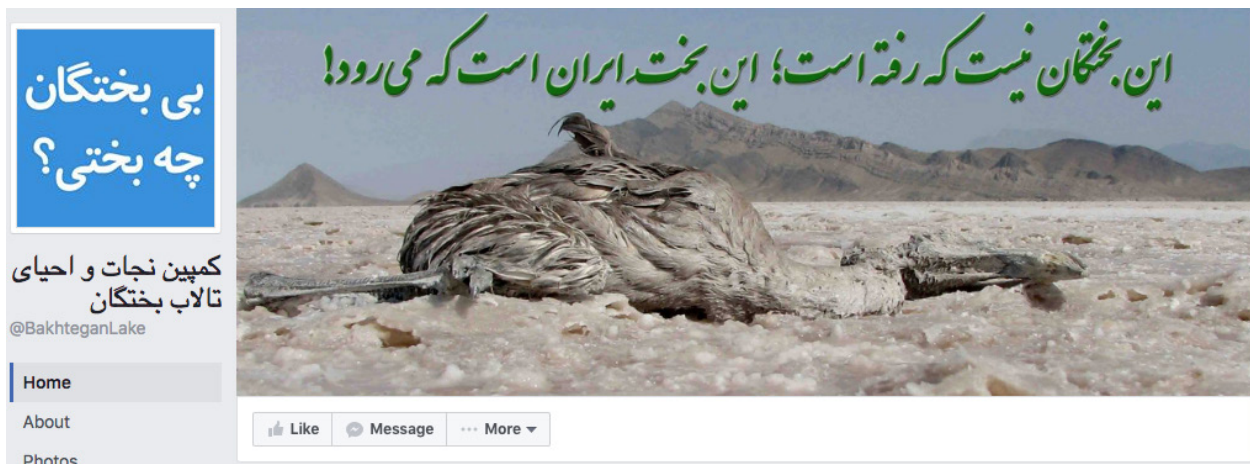 این بختگان نیست که رفته است؛ این بخت ایران است که می‌رود!
بی بختگان
چه بختی؟
کمپین نجات و احیای
تالاب بختگان
@BakhteganLake
Home
About
Photos
Like
Message
More